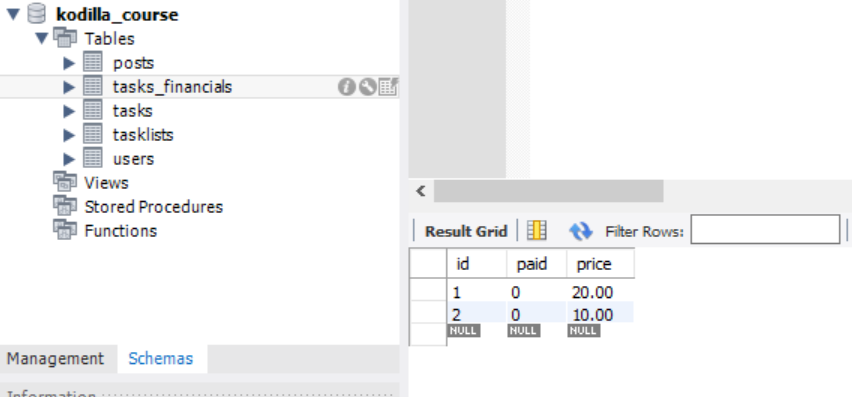 kodilla_course
Tables
posts
tasks_financials
tasks
tasklists
users
Views
Stored Procedures
Functions
Management Schemas
Information
Result Grid Filter Rows:
id paid price
1 0 20.00
2 0 10.00
NULL NULL NULL